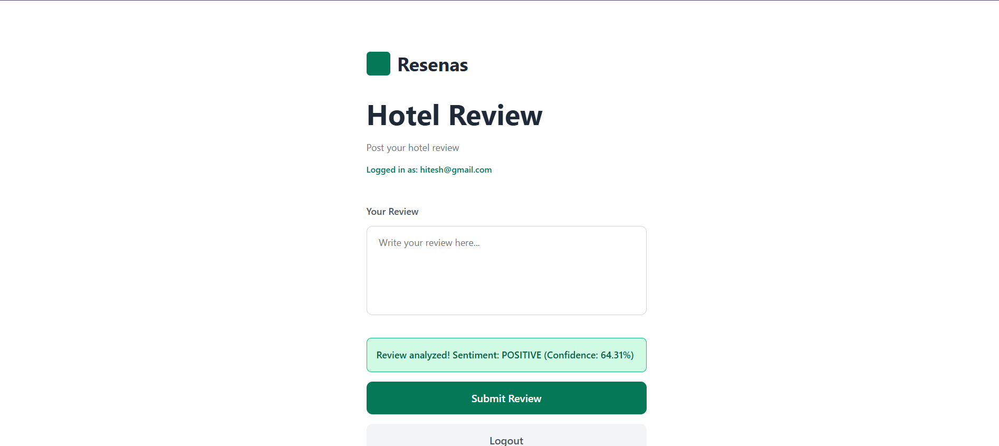 Resenas
Hotel Review
Post your hotel review
Logged in as: hitesh@gmail.com
Your Review
Write your review here...
Review analyzed! Sentiment: POSITIVE (Confidence: 64.31%)
Submit Review
Logout